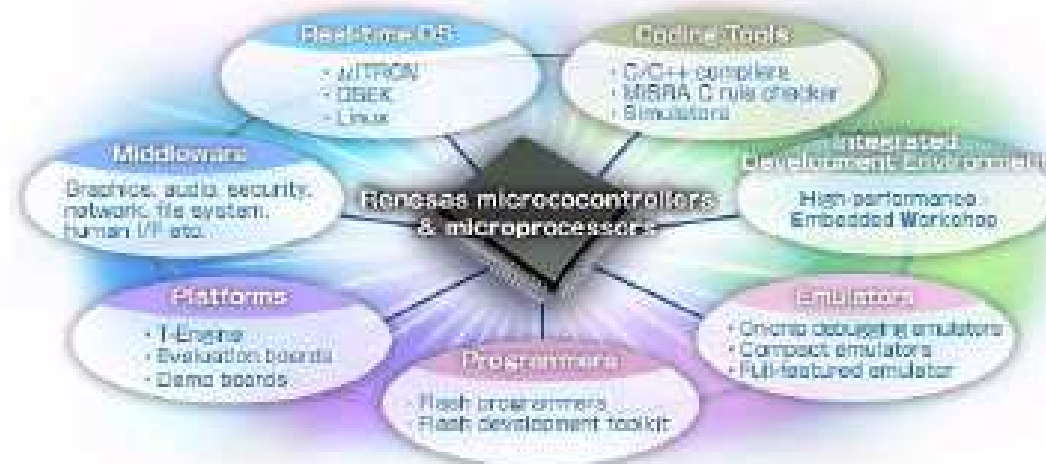 Real-time OS
· μITRON
· OSEK
· Linux
Coding Tools
· C/C++ compilers
· MISRA C rule checker
· Simulators
Middleware
Graphics, audio, security,
network, file system,
human I/F etc.
Renesas micrococontrollers
& microprocessors
Integrated
Development Environment
High-performance
Embedded Workshop
Platforms
· T-Engine
· Evaluation boards
· Demo boards
Programmers
· Flash programmers
· Flash development toolkit
Emulators
· On-chip debugging emulators
· Compact emulators
· Full-featured emulator